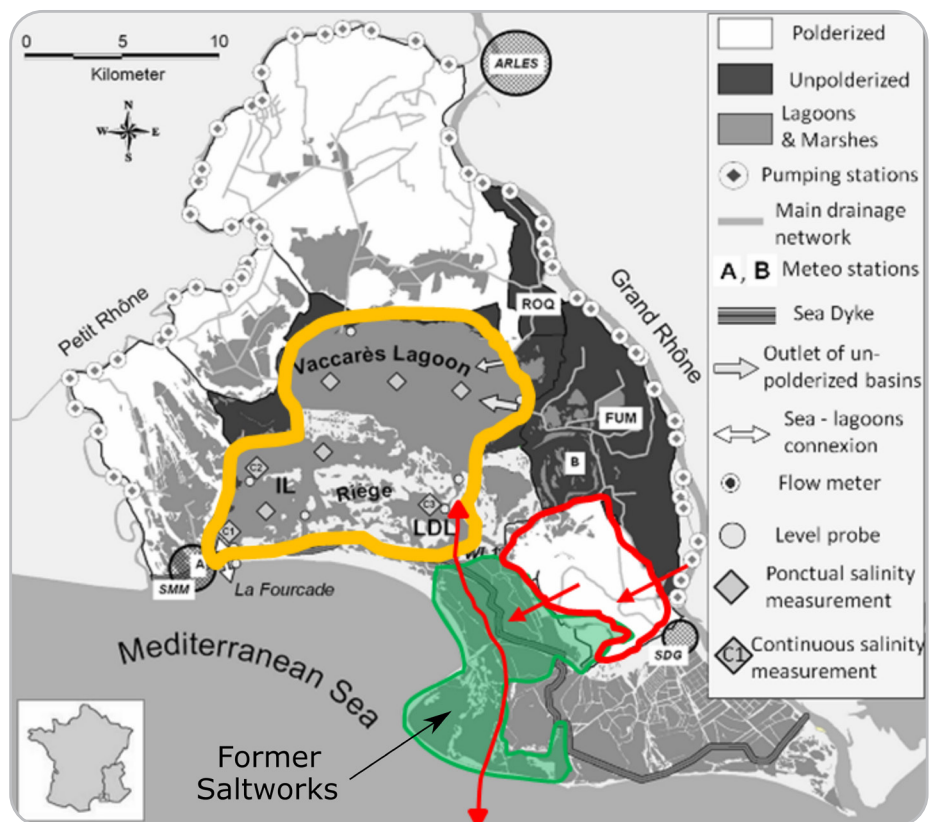 0 5 10
Kilometer
N
W E
S
ARLES
Petit Rhône
Grand Rhône
ROQ
Vaccarès Lagoon
FUM
B
C2
IL
Riège
C3
LDL
C1
A
SMM
La Fourcade
SDG
Mediterranean Sea
Former
Saltworks
Polderized
Unpolderized
Lagoons
& Marshes
Pumping stations
Main drainage
network
A, B Meteo stations
Sea Dyke
Outlet of un-
polderized basins
Sea - lagoons
connexion
Flow meter
Level probe
Ponctual salinity
measurement
C1 Continuous salinity
measurement